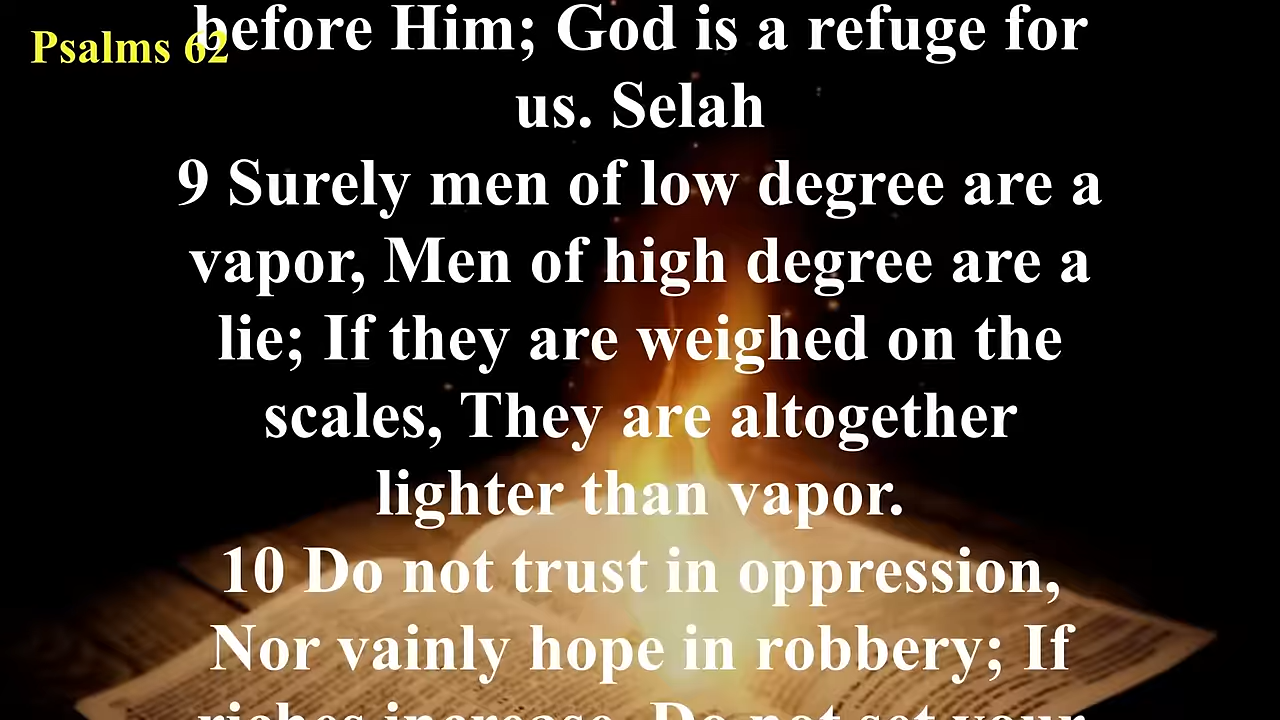 Psalms 62
before Him; God is a refuge for
us. Selah
9 Surely men of low degree are a
vapor, Men of high degree are a
lie; If they are weighed on the
scales, They are altogether
lighter than vapor.
10 Do not trust in oppression,
Nor vainly hope in robbery; If
riches increase, Do not set your